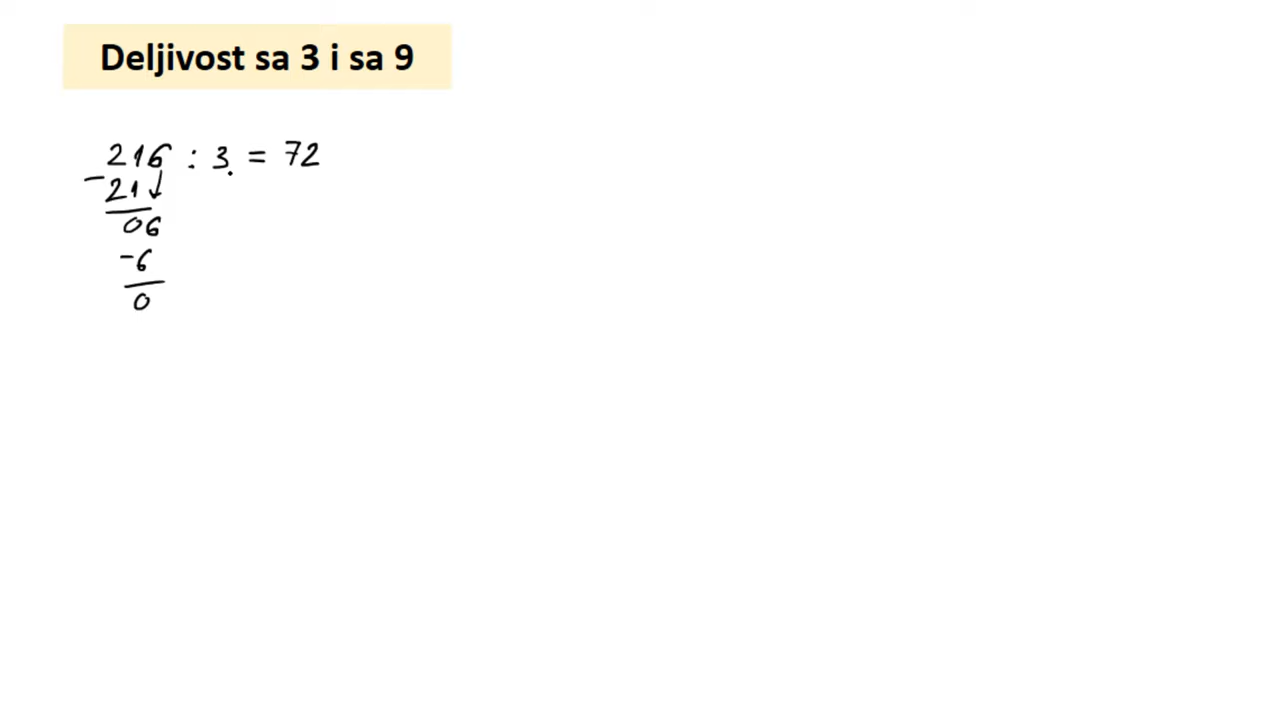 Deljivost sa 3 i sa 9
216 : 3 = 72
-21↓
06
-6
0